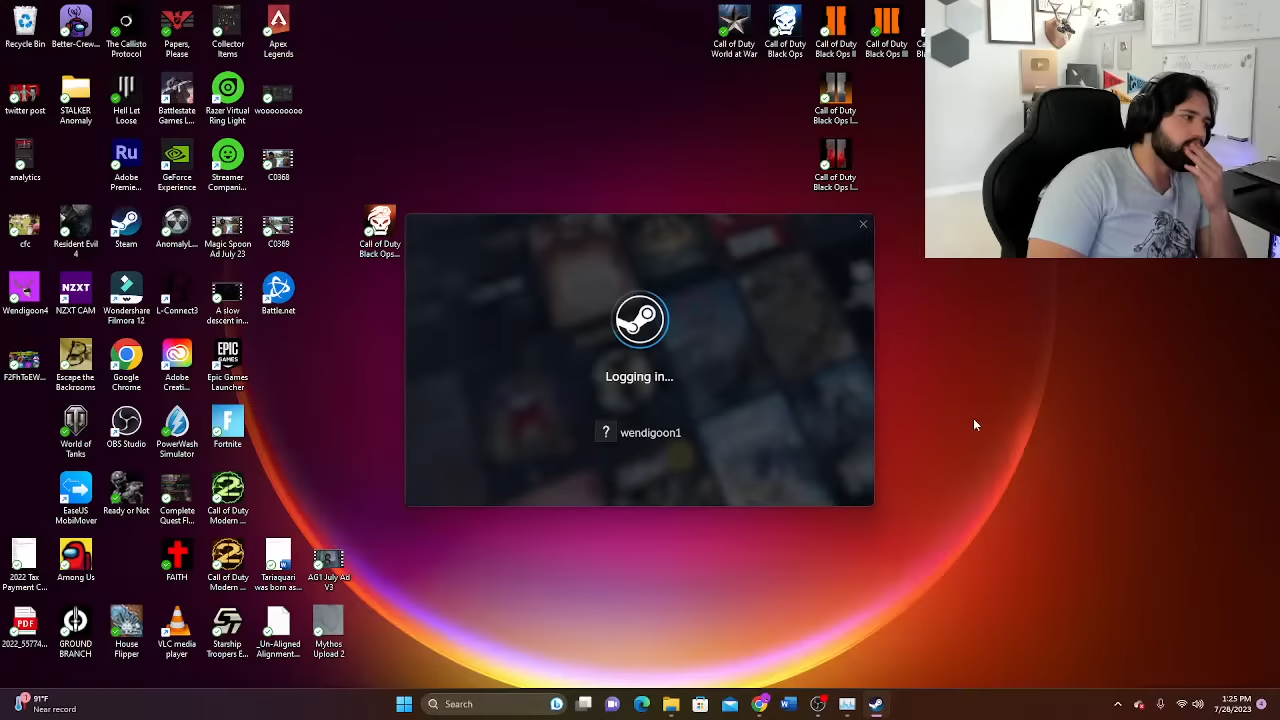 Recycle Bin
Better-Crew...
The Callisto
Protocol
Papers,
Please
Collector
Items
Apex
Legends
Call of Duty
World at War
Call of Duty
Black Ops
Call of Duty
Black Ops II
Call of Duty
Black Ops III
twitter post
STALKER
Anomaly
Hell Let
Loose
Battlestate
Games L...
Razer Virtual
Ring Light
wooooooooo
Call of Duty
Black Ops I...
analytics
Ru
Adobe
Premie...
GeForce
Experience
Streamer
Compani...
C0368
Call of Duty
Black Ops I...
cfc
Resident Evil
4
Steam
AnomalyL...
Magic Spoon
Ad July 23
C0369
Call of Duty
Black Ops...
Wendigoon4
NZXT
NZXT CAM
Wondershare
Filmora 12
L-Connect3
A slow
descent in...
Battle.net
Logging in...
? wendigoon1
F2FhToEW...
Escape the
Backrooms
Google
Chrome
Adobe
Creati...
EPIC
GAMES
Epic Games
Launcher
World of
Tanks
OBS Studio
PowerWash
Simulator
Fortnite
EaseUS
MobiMover
Ready or Not
Complete
Quest Fl...
Call of Duty
Modern ...
2022 Tax
Payment C...
Among Us
FAITH
Call of Duty
Modern ...
Tariaquari
was born as...
AG1 July Ad
V3
PDF
2022_55774...
GROUND
BRANCH
House
Flipper
VLC media
player
Starship
Troopers E...
_Un-Aligned
Alignment...
Mythos
Upload 2
91°F
Near record
Search
1:25 PM
7/28/2023